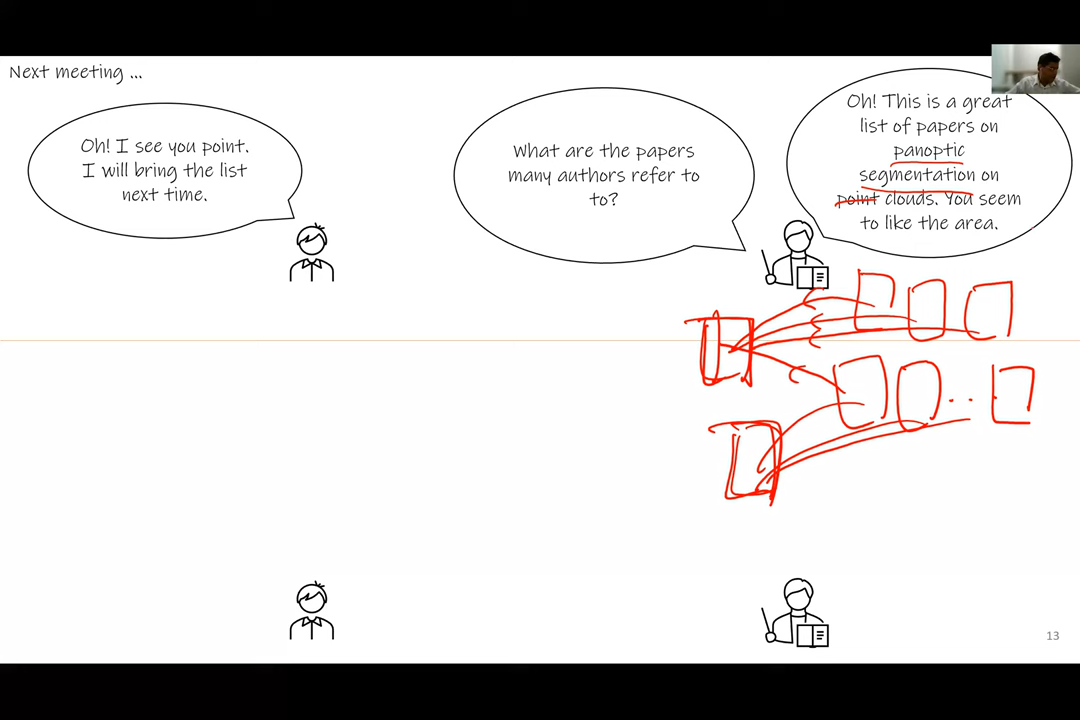 Next meeting ...
Oh! I see you point.
I will bring the list
next time.
What are the papers
many authors refer to
to?
Oh! This is a great
list of papers on
panoptic
segmentation on
point clouds. You seem
to like the area.
13